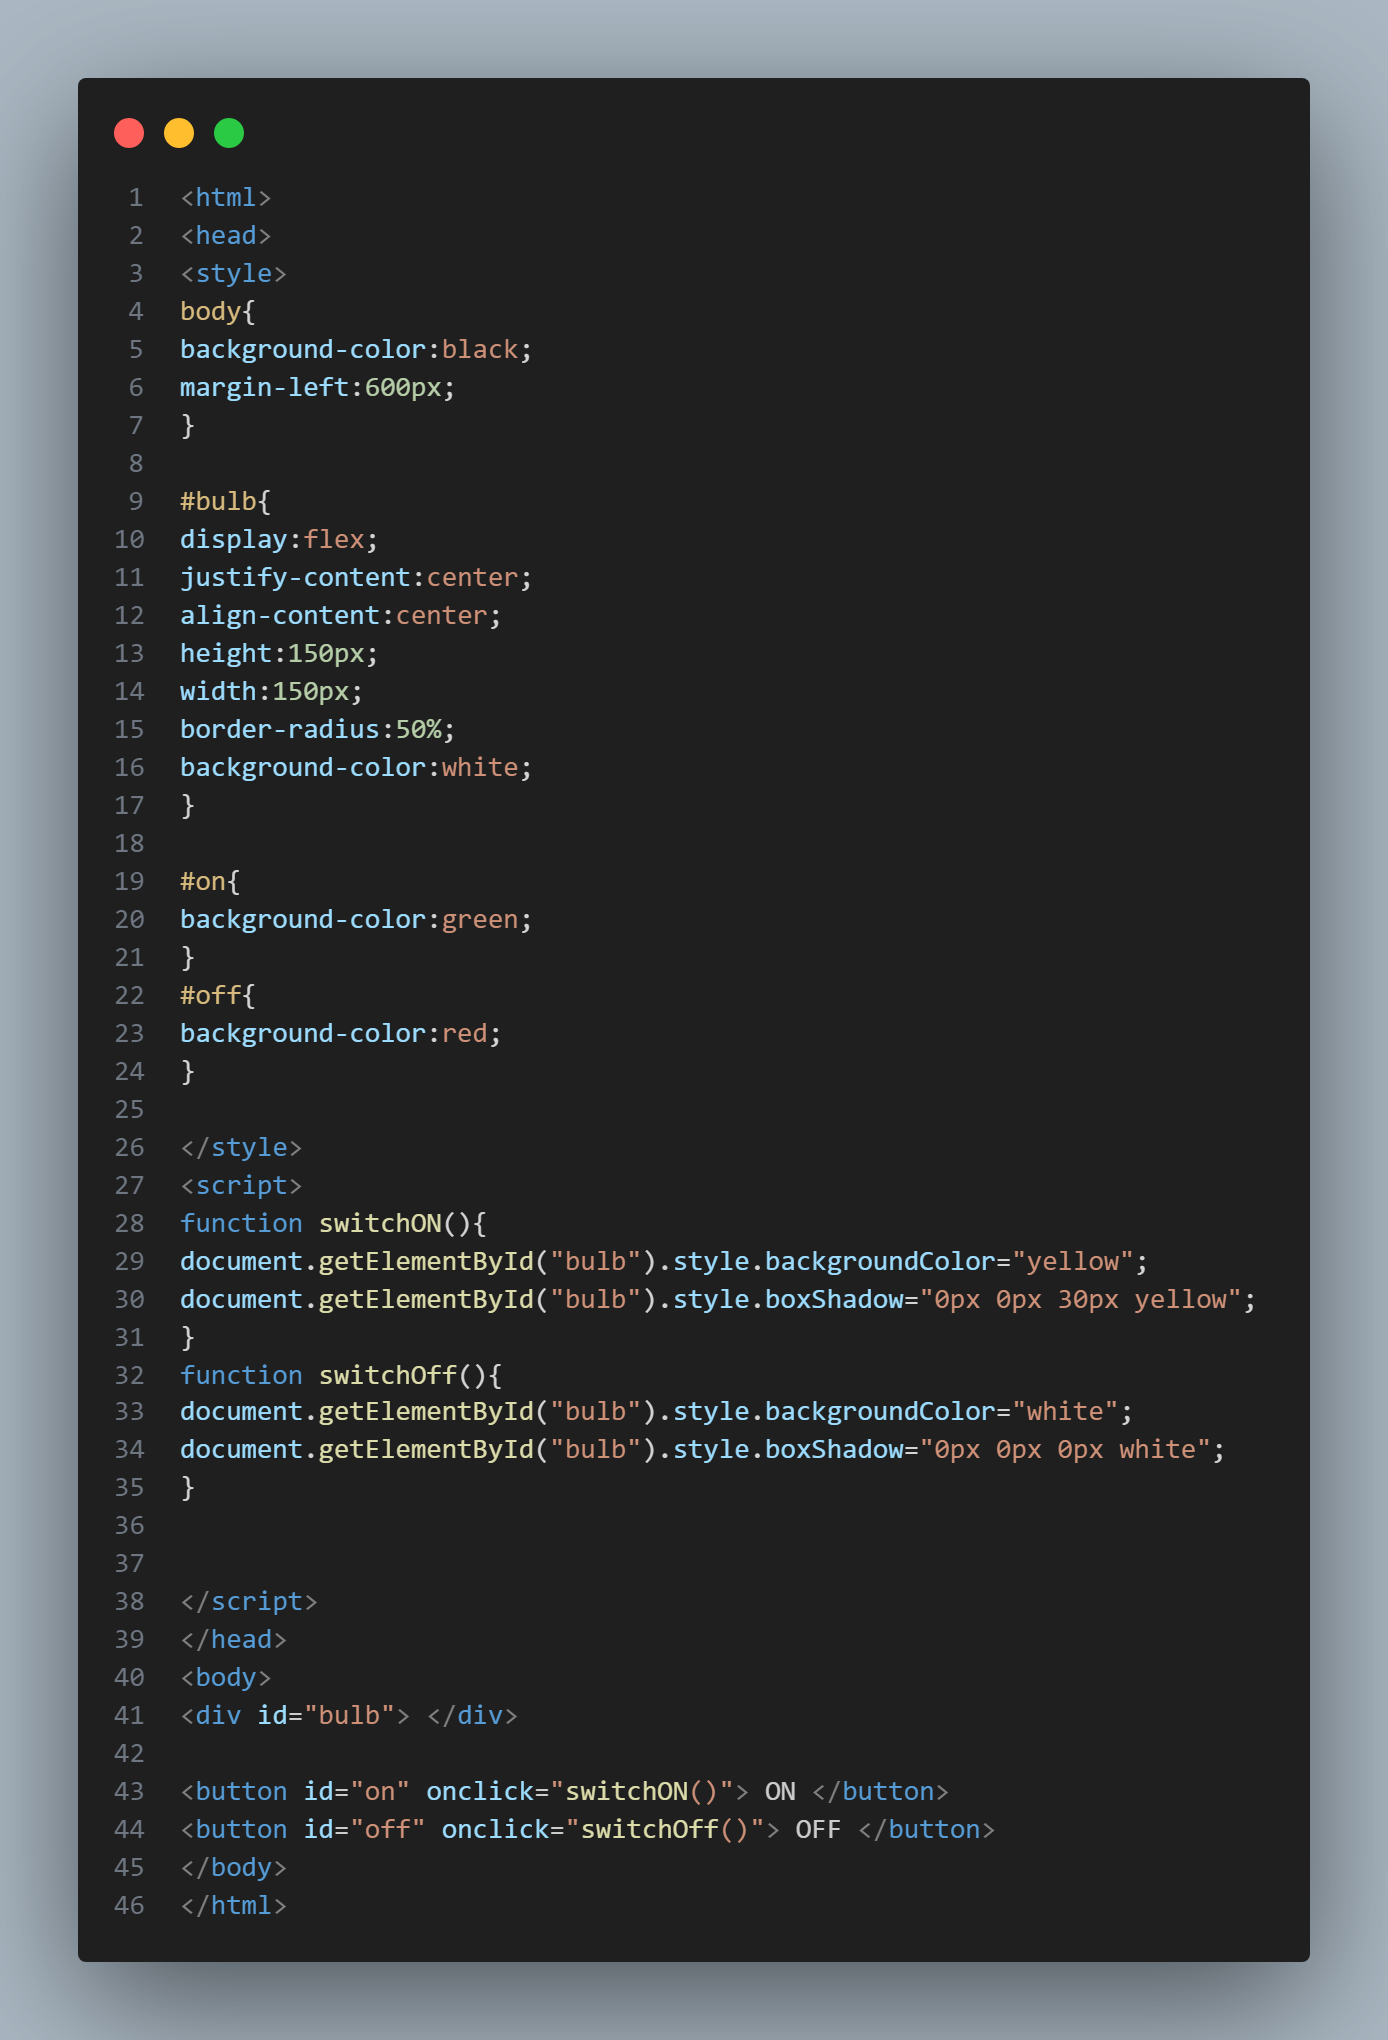 1 <html>
2 <head>
3 <style>
4 body{
5 background-color:black;
6 margin-left:600px;
7 }
8
9 #bulb{
10 display:flex;
11 justify-content:center;
12 align-content:center;
13 height:150px;
14 width:150px;
15 border-radius:50%;
16 background-color:white;
17 }
18
19 #on{
20 background-color:green;
21 }
22 #off{
23 background-color:red;
24 }
25
26 </style>
27 <script>
28 function switchON(){
29 document.getElementById("bulb").style.backgroundColor="yellow";
30 document.getElementById("bulb").style.boxShadow="0px 0px 30px yellow";
31 }
32 function switchOff(){
33 document.getElementById("bulb").style.backgroundColor="white";
34 document.getElementById("bulb").style.boxShadow="0px 0px 0px white";
35 }
36
37
38 </script>
39 </head>
40 <body>
41 <div id="bulb"> </div>
42
43 <button id="on" onclick="switchON()"> ON </button>
44 <button id="off" onclick="switchOff()"> OFF </button>
45 </body>
46 </html>